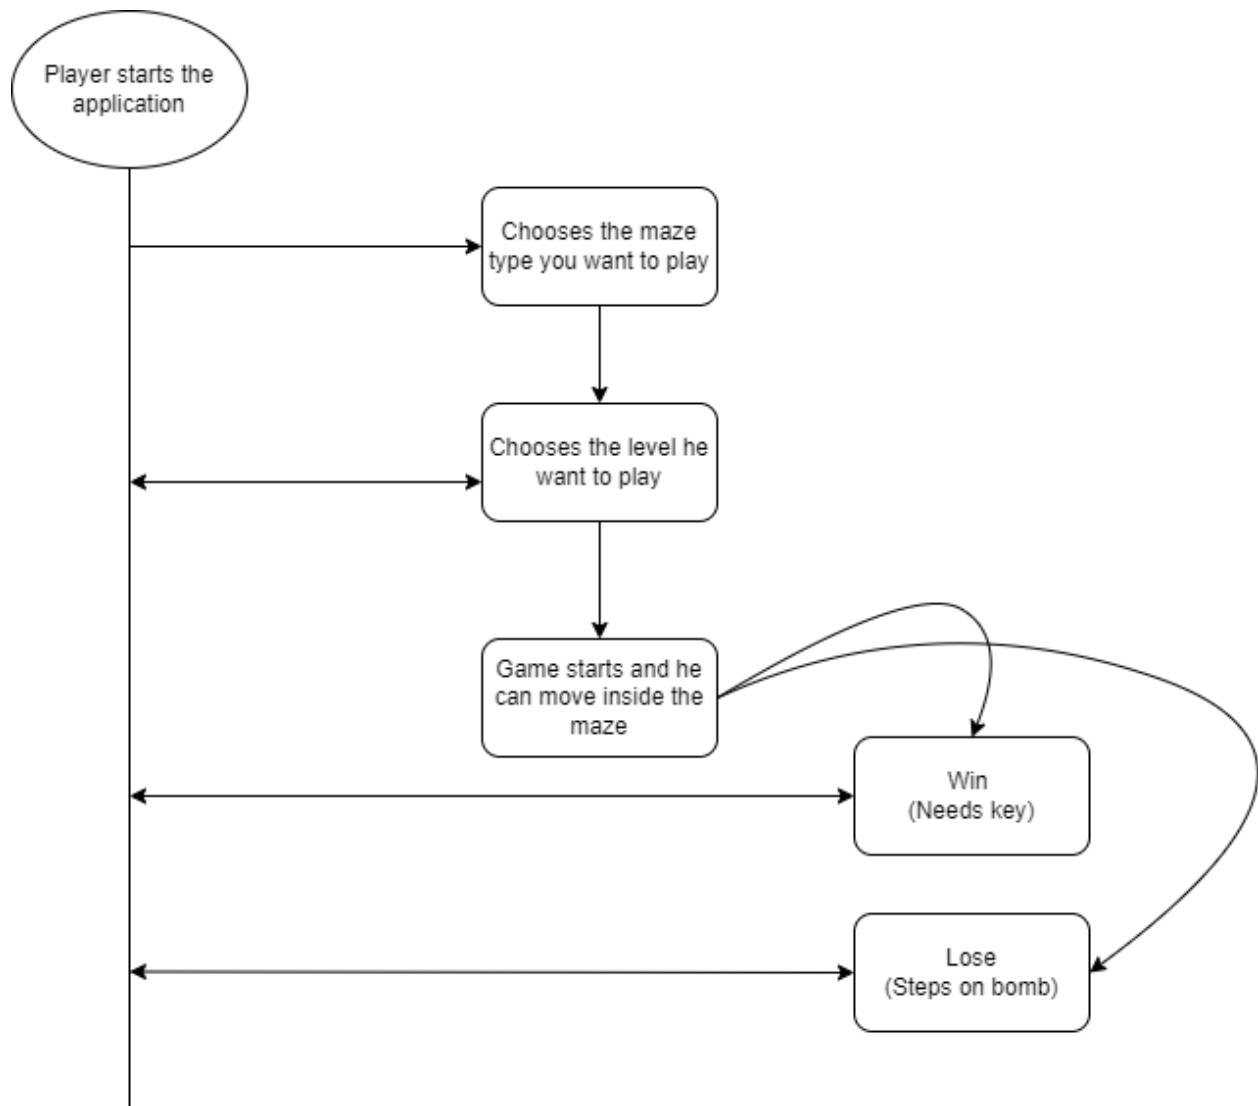 Player starts the
application
Chooses the maze
type you want to play
Chooses the level he
want to play
Game starts and he
can move inside the
maze
Win
(Needs key)
Lose
(Steps on bomb)